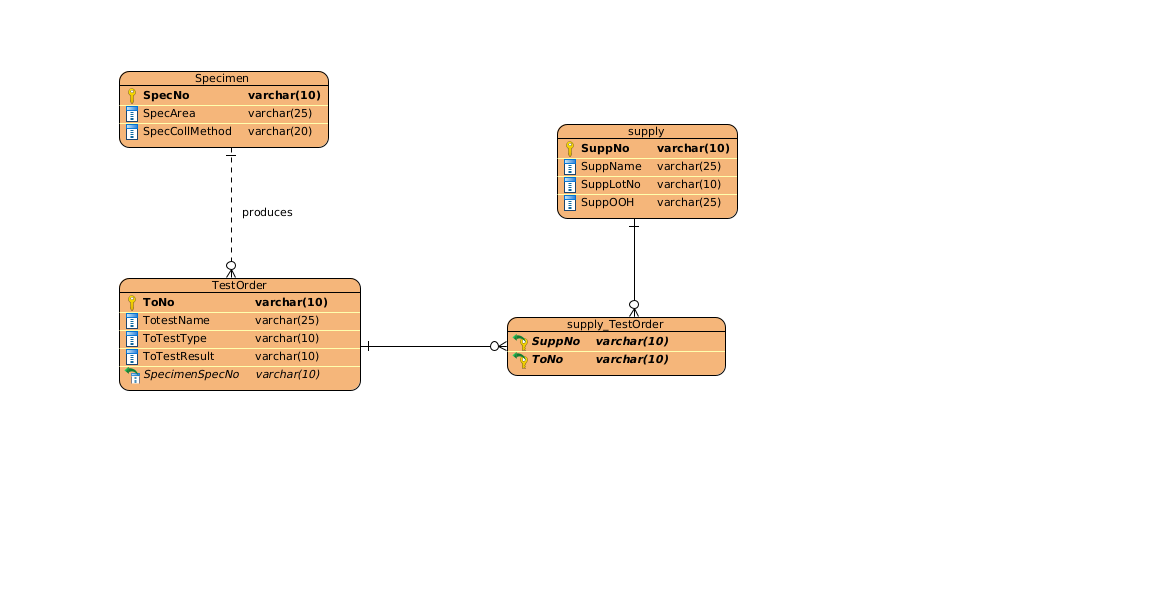 Specimen
SpecNo varchar(10)
SpecArea varchar(25)
SpecCollMethod varchar(20)
supply
SuppNo varchar(10)
SuppName varchar(25)
SuppLotNo varchar(10)
SuppOOH varchar(25)
produces
TestOrder
ToNo varchar(10)
TotestName varchar(25)
ToTestType varchar(10)
ToTestResult varchar(10)
SpecimenSpecNo varchar(10)
supply_TestOrder
SuppNo varchar(10)
ToNo varchar(10)